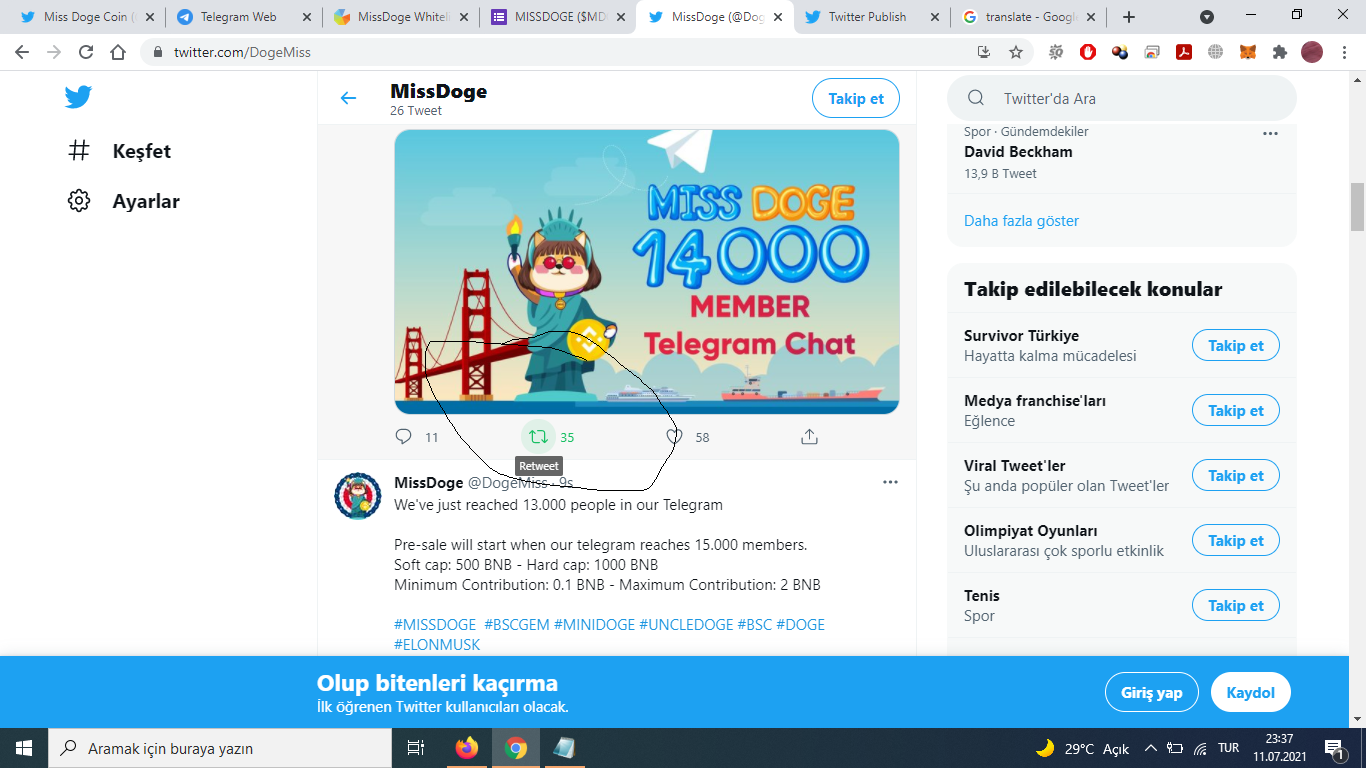 Miss Doge Coin (
Telegram Web
MissDoge Whiteli
MISSDOGE ($MDO
MissDoge (@Dog
Twitter Publish
translate - Googl
twitter.com/DogeMiss
Keşfet
Ayarlar
MissDoge
26 Tweet
Takip et
MISS DOGE
14000
MEMBER
Telegram Chat
11
35
58
Retweet
MissDoge @DogeMiss · 9s
We've just reached 13.000 people in our Telegram
Pre-sale will start when our telegram reaches 15.000 members.
Soft cap: 500 BNB - Hard cap: 1000 BNB
Minimum Contribution: 0.1 BNB - Maximum Contribution: 2 BNB
#MISSDOGE #BSCGEM #MINIDOGE #UNCLEDOGE #BSC #DOGE
#ELONMUSK
Twitter'da Ara
Spor · Gündemdekiler
David Beckham
13,9 B Tweet
Daha fazla göster
Takip edilebilecek konular
Survivor Türkiye
Hayatta kalma mücadelesi
Takip et
Medya franchise'ları
Eğlence
Takip et
Viral Tweet'ler
Şu anda popüler olan Tweet'ler
Takip et
Olimpiyat Oyunları
Uluslararası çok sporlu etkinlik
Takip et
Tenis
Spor
Takip et
Olup bitenleri kaçırma
İlk öğrenen Twitter kullanıcıları olacak.
Giriş yap
Kaydol
Aramak için buraya yazın
29°C Açık
TUR
23:37
11.07.2021
1